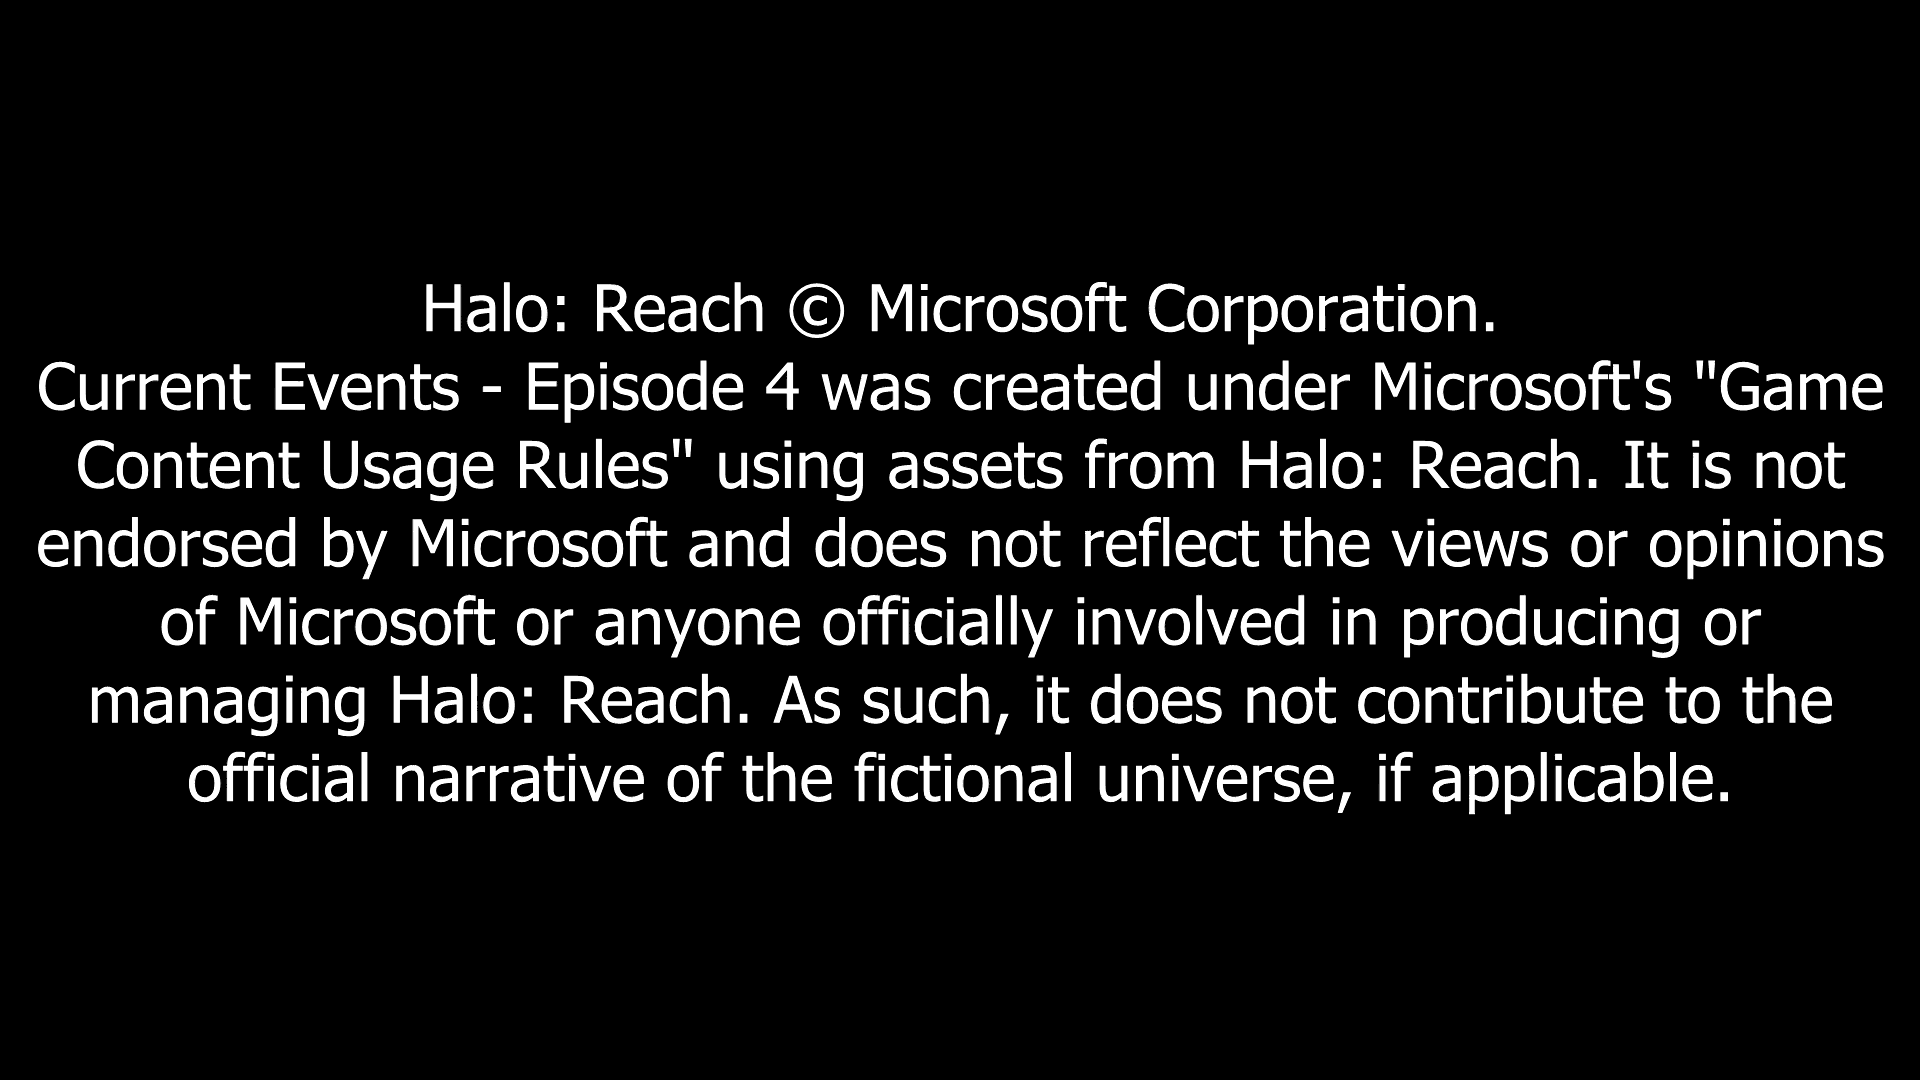 Halo: Reach © Microsoft Corporation.
Current Events - Episode 4 was created under Microsoft's "Game
Content Usage Rules" using assets from Halo: Reach. It is not
endorsed by Microsoft and does not reflect the views or opinions
of Microsoft or anyone officially involved in producing or
managing Halo: Reach. As such, it does not contribute to the
official narrative of the fictional universe, if applicable.